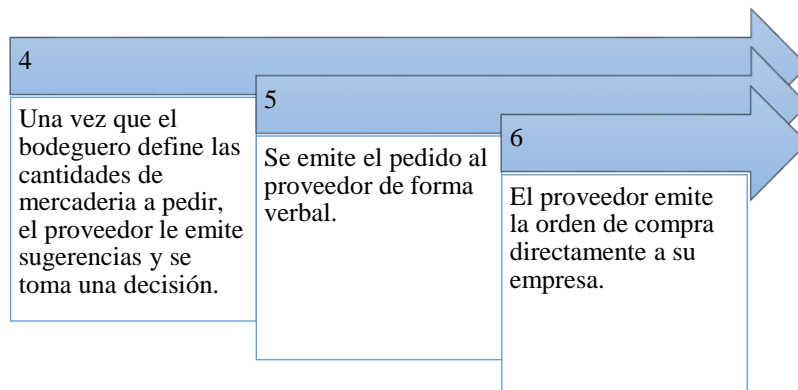 4
Una vez que el
bodeguero define las
cantidades de
mercaderia a pedir,
el proveedor le emite
sugerencias y se
toma una decisión.
5
Se emite el pedido al
proveedor de forma
verbal.
6
El proveedor emite
la orden de compra
directamente a su
empresa.